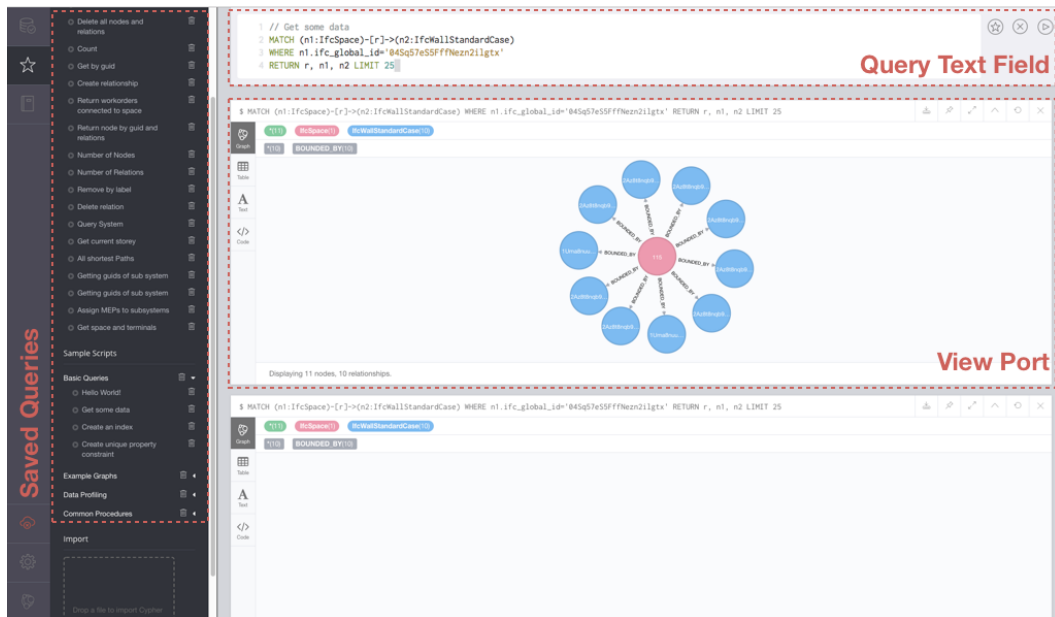 Saved Queries
Delete all nodes and
relations
Count
Get by guid
Create relationship
Return workorders
connected to space
Return node by guid and
relations
Number of Nodes
Number of Relations
Remove by label
Delete relation
Query System
Get current storey
All shortest Paths
Getting guids of sub system
Getting guids of sub system
Assign MEPs to subsystems
Get space and terminals
Sample Scripts
Basic Queries
Hello World!
Get some data
Create an index
Create unique property
constraint
Example Graphs
Data Profiling
Common Procedures
Import
Drop a file to import Cypher
1 // Get some data
2 MATCH (n1:IfcSpace)-[r]->(n2:IfcWallStandardCase)
3 WHERE n1.ifc_global_id='04Sq57eS5FffNezn2ilgtx'
4 RETURN r, n1, n2 LIMIT 25
Query Text Field
$ MATCH (n1:IfcSpace)-[r]->(n2:IfcWallStandardCase) WHERE n1.ifc_global_id='04Sq57eS5FffNezn2ilgtx' RETURN r, n1, n2 LIMIT 25
Graph
Table
Text
Code
*(11) IfcSpace(1) IfcWallStandardCase(10)
*(10) BOUNDED_BY(10)
BOUNDED_BY
BOUNDED_BY
BOUNDED_BY
BOUNDED_BY
BOUNDED_BY
BOUNDED_BY
BOUNDED_BY
BOUNDED_BY
BOUNDED_BY
BOUNDED_BY
Displaying 11 nodes, 10 relationships.
View Port
$ MATCH (n1:IfcSpace)-[r]->(n2:IfcWallStandardCase) WHERE n1.ifc_global_id='04Sq57eS5FffNezn2ilgtx' RETURN r, n1, n2 LIMIT 25
Graph
Table
Text
Code
*(11) IfcSpace(1) IfcWallStandardCase(10)
*(10) BOUNDED_BY(10)